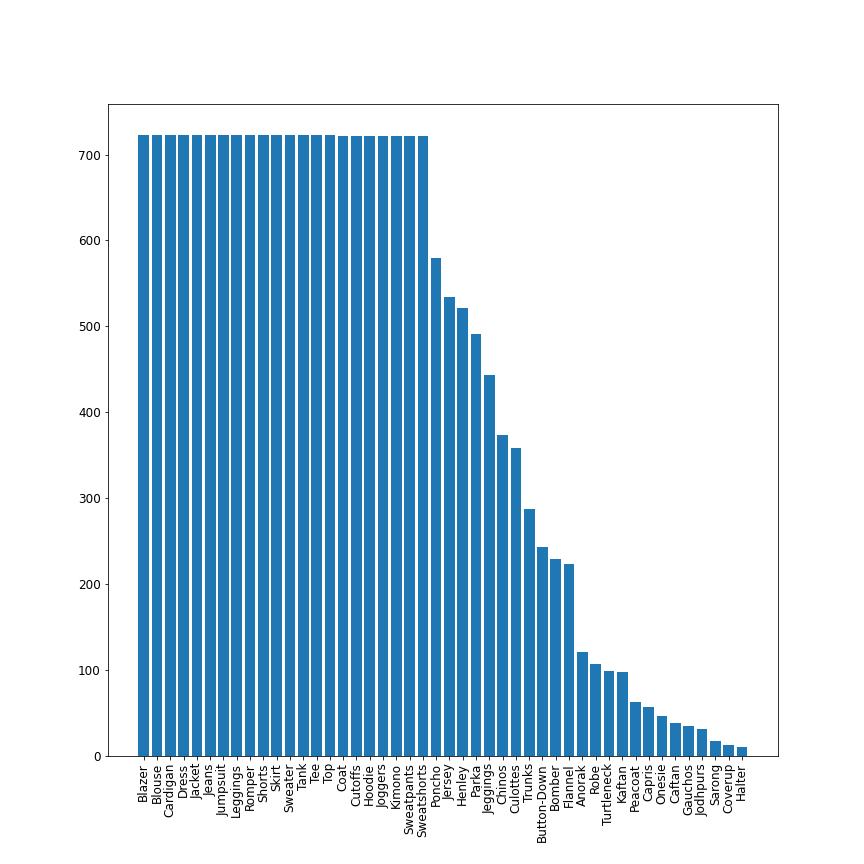 700
600
500
400
300
200
100
0
Blazer
Blouse
Cardigan
Dress
Jacket
Jeans
Jumpsuit
Leggings
Romper
Shorts
Skirt
Sweater
Tank
Tee
Top
Coat
Cutoffs
Hoodie
Joggers
Kimono
Sweatpants
Sweatshorts
Poncho
Jersey
Henley
Parka
Jeggings
Chinos
Culottes
Trunks
Button-Down
Bomber
Flannel
Anorak
Robe
Turtleneck
Kaftan
Peacoat
Capris
Onesie
Caftan
Gauchos
Jodhpurs
Sarong
Coverup
Halter